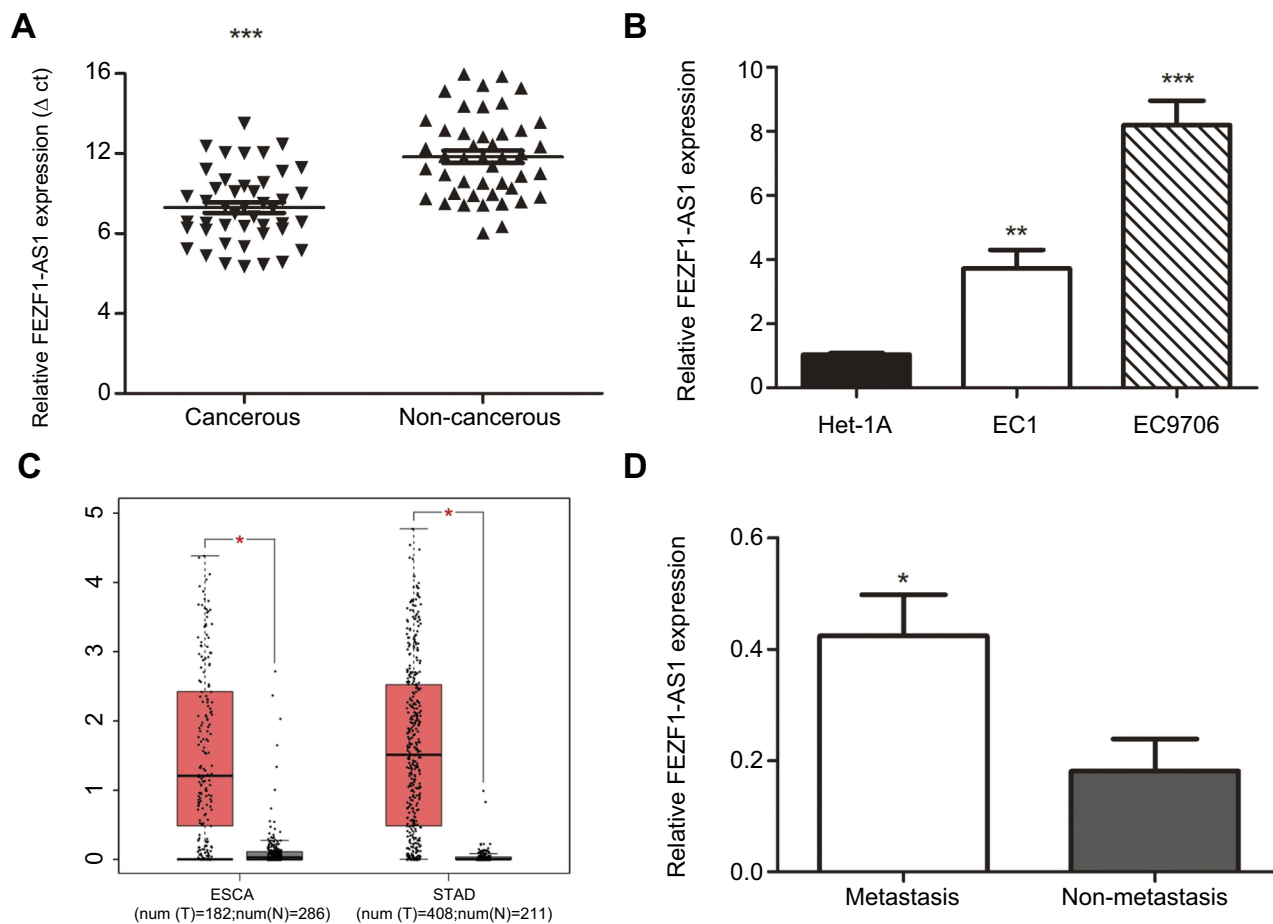 A
***
Relative FEZF1-AS1 expression (Δ ct)
16
12
6
4
0
Cancerous
Non-cancerous
B
Relative FEZF1-AS1 expression
10
8
6
4
2
0
**
***
Het-1A
EC1
EC9706
C
5
4
3
2
1
0
*
*
ESCA
(num (T)=182;num(N)=286)
STAD
(num (T)=408;num(N)=211)
D
Relative FEZF1-AS1 expression
0.6
0.4
0.2
0.0
*
Metastasis
Non-metastasis